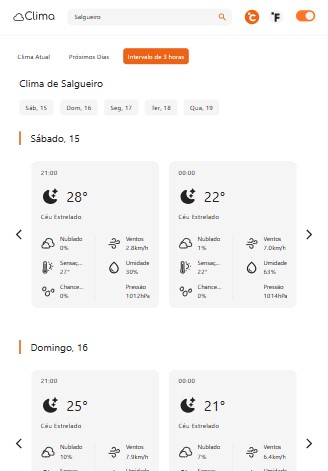 Clima
Salgueiro
°C °F
Clima Atual Próximos Dias Intervalo de 3 horas
Clima de Salgueiro
Sáb, 15 Dom, 16 Seg, 17 Ter, 18 Qua, 19
Sábado, 15
21:00
28°
Céu Estrelado
Nublado
0%
Ventos
2.8km/h
Sensaç...
27°
Umidade
30%
Chance...
0%
Pressão
1012hPa
00:00
22°
Céu Estrelado
Nublado
1%
Ventos
7.0km/h
Sensaç...
22°
Umidade
63%
Chance...
0%
Pressão
1014hPa
Domingo, 16
21:00
25°
Céu Estrelado
Nublado
10%
Ventos
7.9km/h
00:00
21°
Céu Estrelado
Nublado
7%
Ventos
6.4km/h